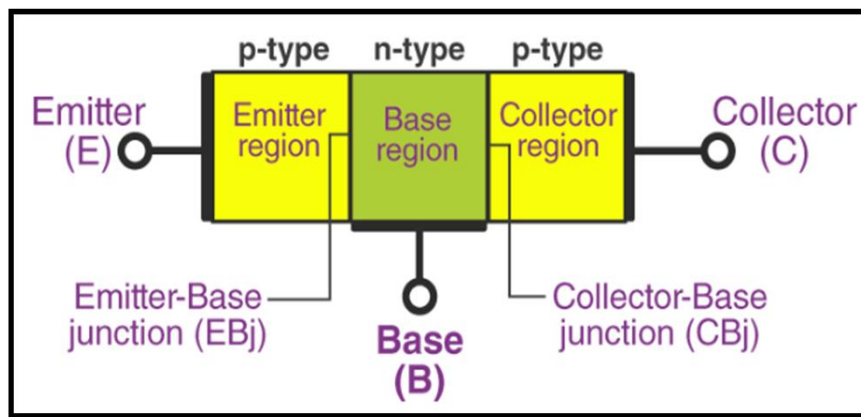 p-type n-type p-type
Emitter
(E)
Emitter
region
Base
region
Collector
region
Collector
(C)
Emitter-Base
junction (EBj)
Base
(B)
Collector-Base
junction (CBj)